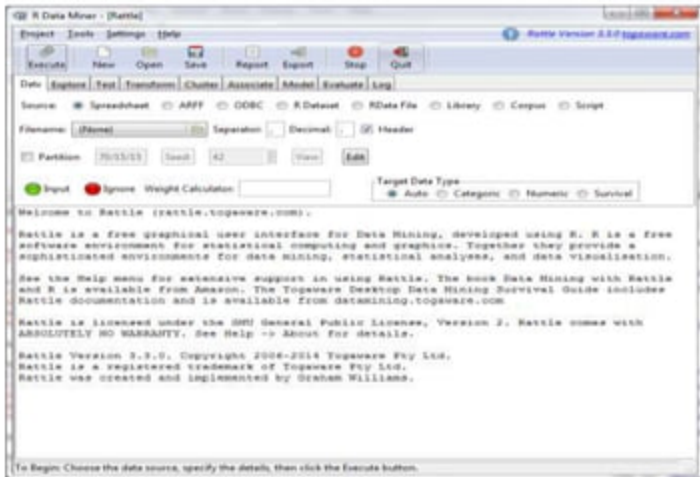 R Data Miner - [Rattle]
Project Tools Settings Help
Rattle Version 3.3.0 togaware.com
Execute New Open Save Report Export Stop Quit
Data Explore Test Transform Cluster Associate Model Evaluate Log
Source: Spreadsheet ARFF ODBC R Dataset RData File Library Corpus Script
Filename: (None) Separator: , Decimal: . Header
Partition 70/15/15 Seed: 42 View Edit
Input Ignore Weight Calculator: Target Data Type
Auto Categoric Numeric Survival
Welcome to Rattle (rattle.togaware.com).
Rattle is a free graphical user interface for Data Mining, developed using R. R is a free
software environment for statistical computing and graphics. Together they provide a
sophisticated environments for data mining, statistical analyses, and data visualisation.
See the Help menu for extensive support in using Rattle. The book Data Mining with Rattle
and R is available from Amazon. The Togaware Desktop Data Mining Survival Guide includes
Rattle documentation and is available from datamining.togaware.com
Rattle is licensed under the GNU General Public License, Version 2. Rattle comes with
ABSOLUTELY NO WARRANTY. See Help -> About for details.
Rattle Version 3.3.0. Copyright 2006-2014 Togaware Pty Ltd.
Rattle is a registered trademark of Togaware Pty Ltd.
Rattle was created and implemented by Graham Williams.
To Begin: Choose the data source, specify the details, then click the Execute button.